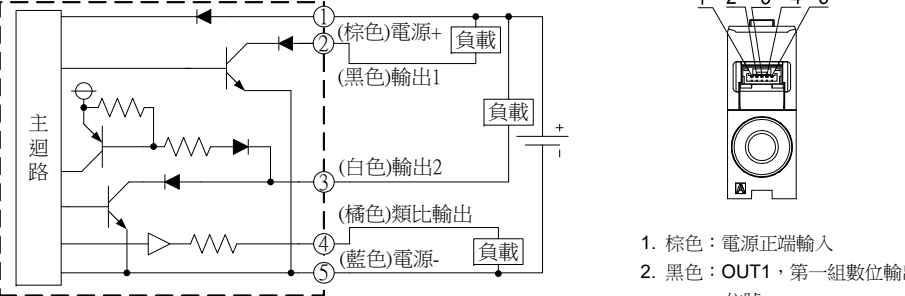 主迴路
①
(棕色)電源+
負載
②
(黑色)輸出1
負載
+
-
(白色)輸出2
③
(橘色)類比輸出
④
負載
(藍色)電源-
⑤
A
1. 棕色：電源正端輸入
2. 黑色：OUT1，第一組數位輸出